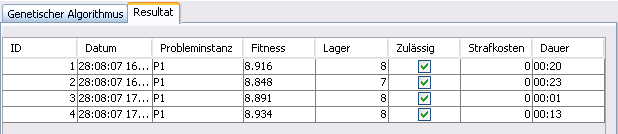 Genetischer Algorithmus Resultat
ID Datum Probleminstanz Fitness Lager Zulässig Strafkosten Dauer
1 28:08:07 16... P1 8.916 8 0 00:20
2 28:08:07 16... P1 8.848 7 0 00:23
3 28:08:07 17... P1 8.891 8 0 00:01
4 28:08:07 17... P1 8.934 8 0 00:13